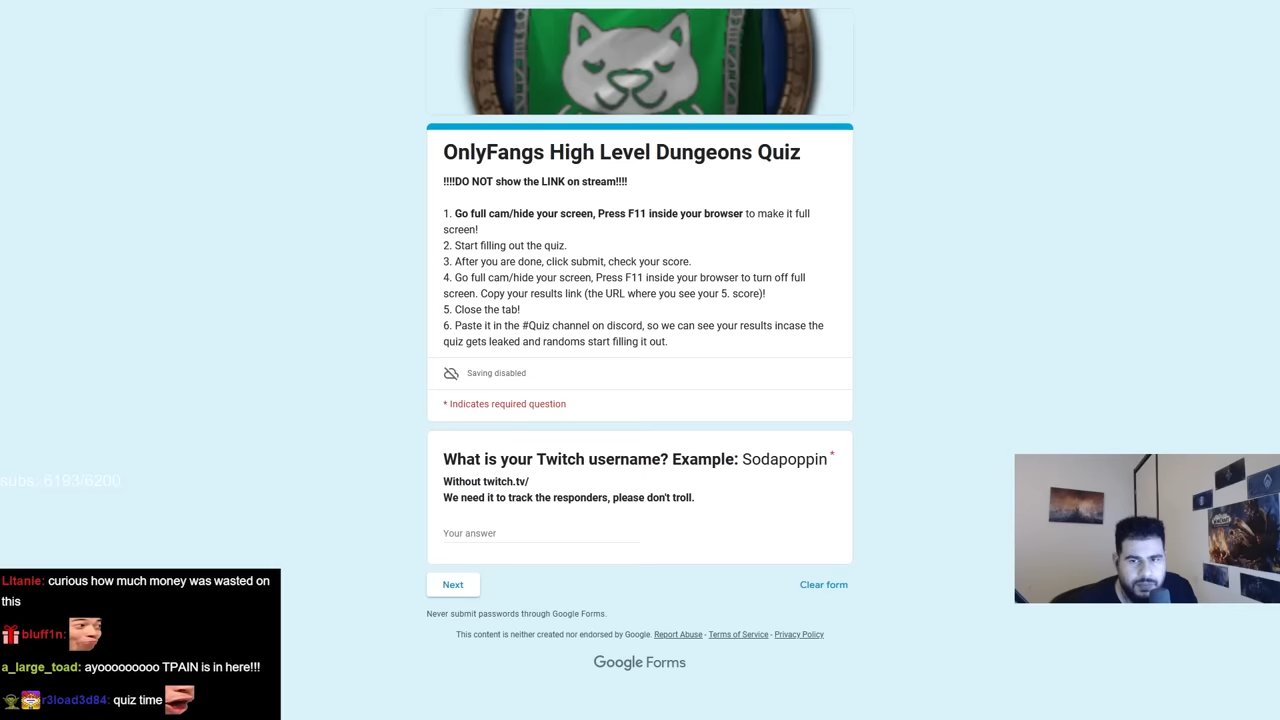 OnlyFangs High Level Dungeons Quiz
!!!!DO NOT show the LINK on stream!!!!
1. Go full cam/hide your screen, Press F11 inside your browser to make it full
screen!
2. Start filling out the quiz.
3. After you are done, click submit, check your score.
4. Go full cam/hide your screen, Press F11 inside your browser to turn off full
screen. Copy your results link (the URL where you see your 5. score)!
5. Close the tab!
6. Paste it in the #Quiz channel on discord, so we can see your results incase the
quiz gets leaked and randoms start filling it out.
Saving disabled
* Indicates required question
What is your Twitch username? Example: Sodapoppin *
Without twitch.tv/
We need it to track the responders, please don't troll.
Your answer
Next
Clear form
Never submit passwords through Google Forms.
This content is neither created nor endorsed by Google. Report Abuse - Terms of Service - Privacy Policy
Google Forms
subs: 6193/6200
Litanie: curious how much money was wasted on
this
bluff1n:
a_large_toad: ayooooooooo TPAIN is in here!!!
r3load3d84: quiz time